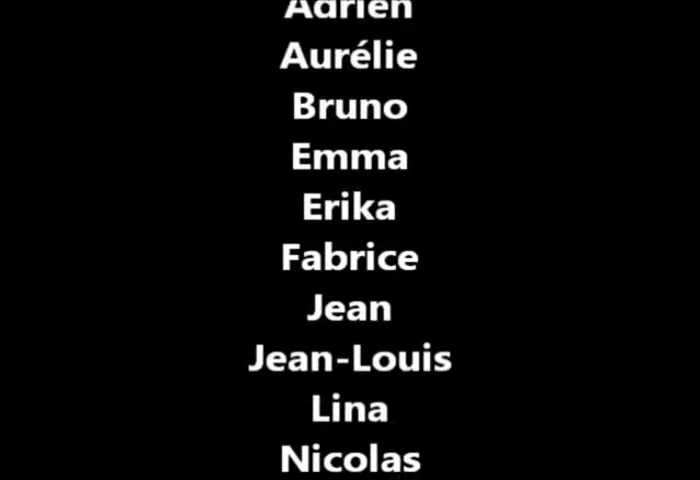 Adrien
Aurélie
Bruno
Emma
Erika
Fabrice
Jean
Jean-Louis
Lina
Nicolas